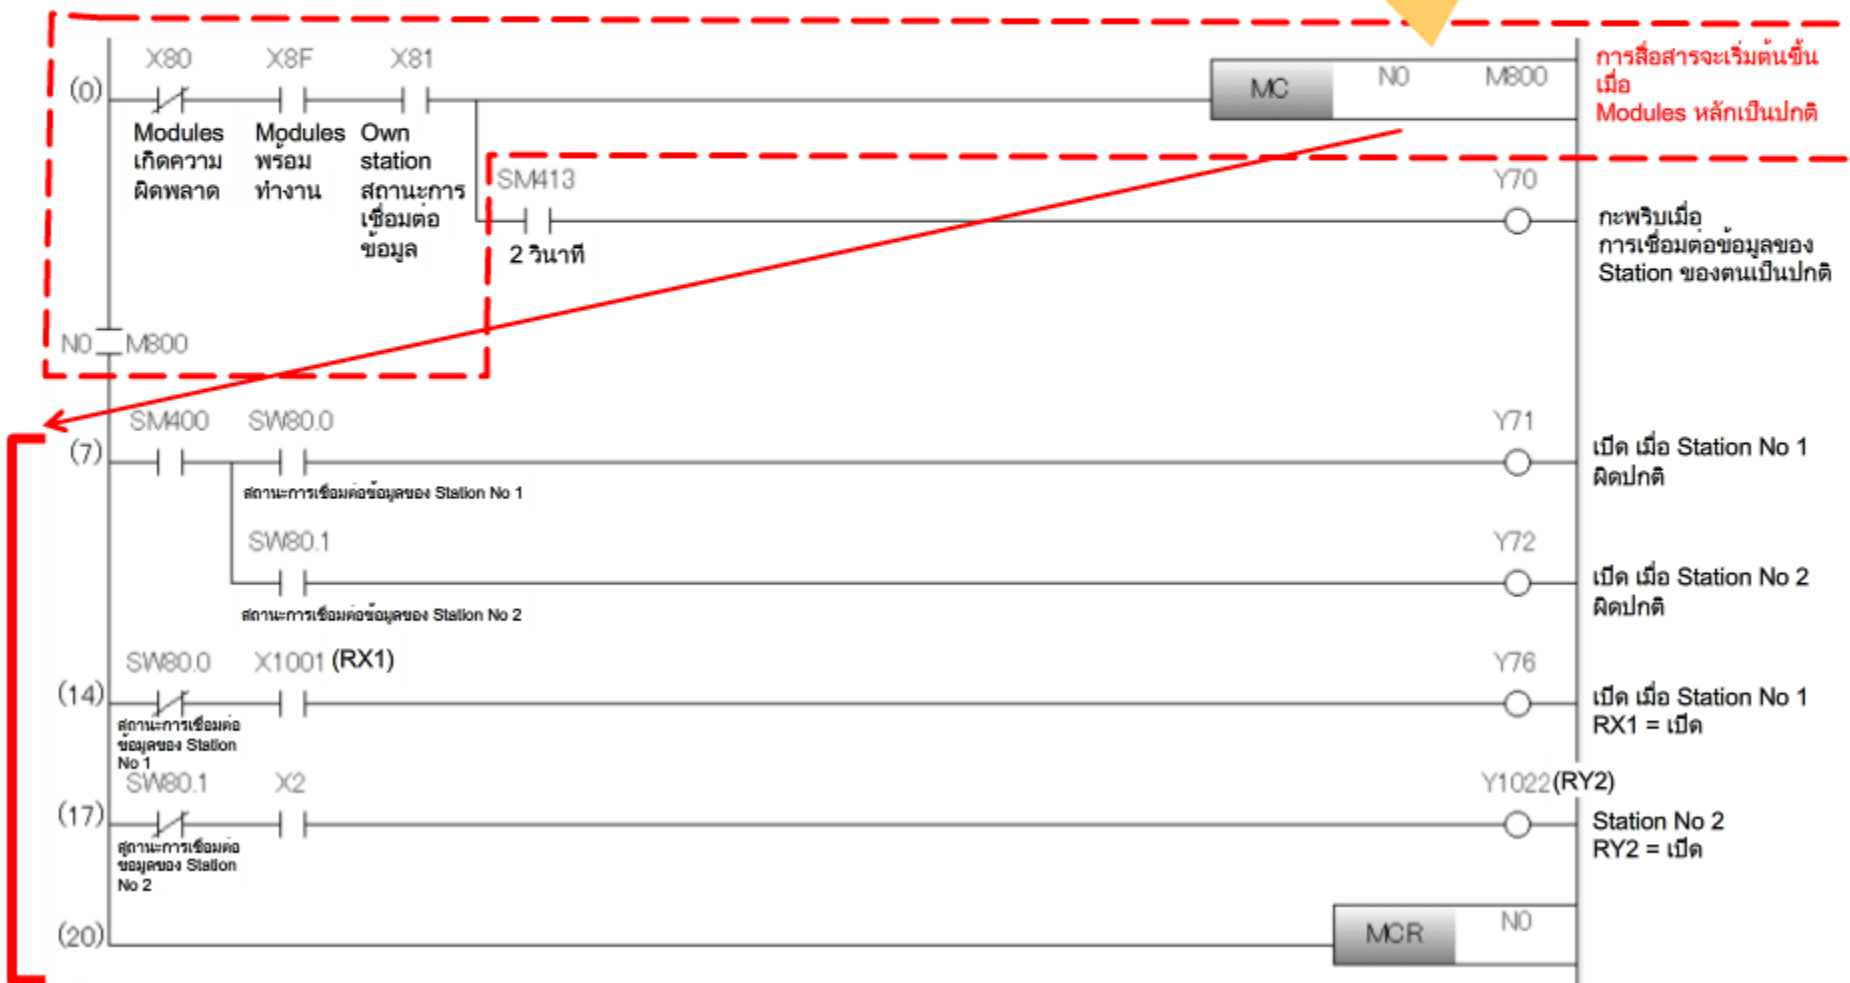 X80 X8F X81
(0)
MC N0 M800
Modules
เกิดความ
ผิดพลาด
Modules
พร้อม
ทำงาน
Own
station
สถานะการ
เชื่อมต่อ
ข้อมูล
การสื่อสารจะเริ่มต้นขึ้น
เมื่อ
Modules หลักเป็นปกติ
SM413
2 วินาที
Y70
กะพริบเมื่อ
การเชื่อมต่อข้อมูลของ
Station ของตนเป็นปกติ
N0 M800
SM400 SW80.0
(7)
สถานะการเชื่อมต่อข้อมูลของ Station No 1
Y71
เปิด เมื่อ Station No 1
ผิดปกติ
SW80.1
สถานะการเชื่อมต่อข้อมูลของ Station No 2
Y72
เปิด เมื่อ Station No 2
ผิดปกติ
SW80.0 X1001 (RX1)
(14)
สถานะการเชื่อมต่อ
ข้อมูลของ Station
No 1
Y76
เปิด เมื่อ Station No 1
RX1 = เปิด
SW80.1 X2
(17)
สถานะการเชื่อมต่อ
ข้อมูลของ Station
No 2
Y1022 (RY2)
Station No 2
RY2 = เปิด
(20)
MCR N0